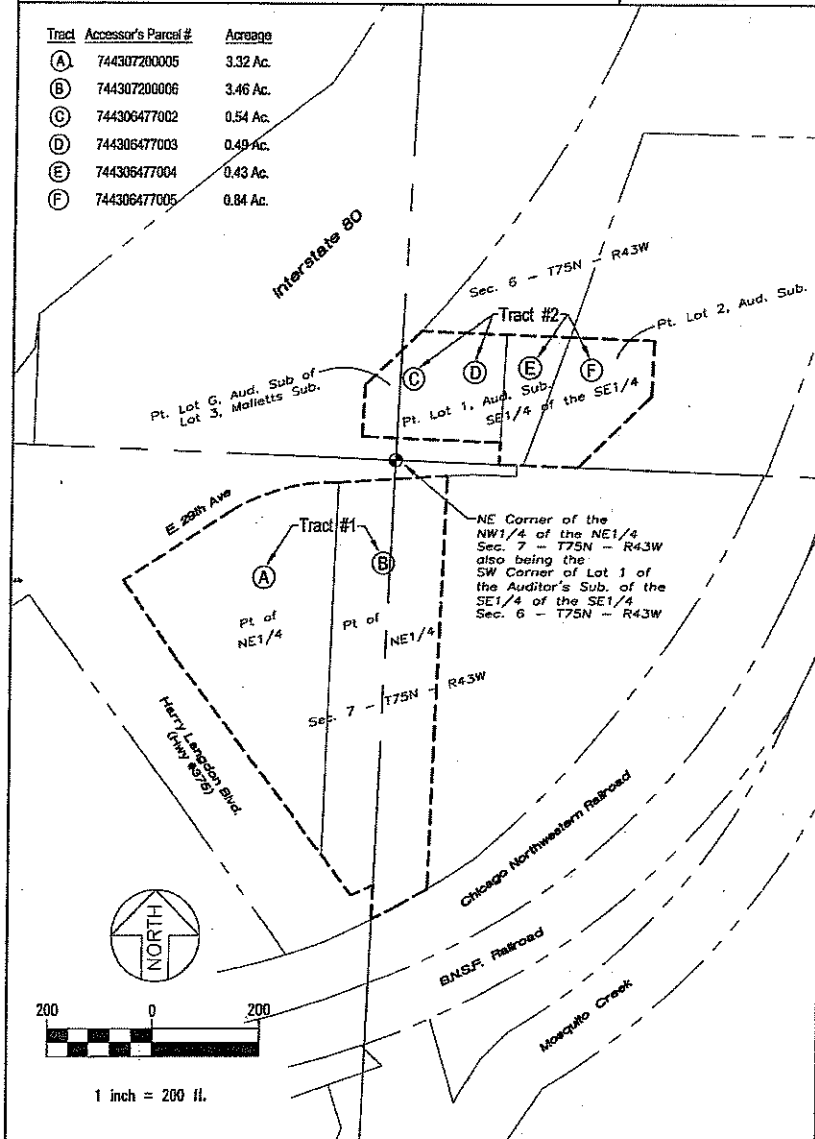 Tract Accessor's Parcel # Acreage
A 744307200005 3.32 Ac.
B 744307200006 3.46 Ac.
C 744306477002 0.54 Ac.
D 744306477003 0.49 Ac.
E 744306477004 0.43 Ac.
F 744306477005 0.84 Ac.
Interstate 80
Sec. 6 - T75N - R43W
Tract #2
Pt. Lot 2, Aud. Sub.
C D E F
Pt. Lot G, Aud. Sub of
Lot 3, Malletts Sub.
Pt. Lot 1, Aud. Sub.
SE1/4 of the SE1/4
E. 29th Ave
Tract #1
A B
NE Corner of the
NW1/4 of the NE1/4
Sec. 7 - T75N - R43W
also being the
SW Corner of Lot 1 of
the Auditor's Sub. of the
SE1/4 of the SE1/4
Sec. 6 - T75N - R43W
Pt of
NE1/4
Pt of
NE1/4
Sec. 7 - T75N - R43W
Harry Langdon Blvd.
(Hwy #375)
Chicago Northwestern Railroad
B.N.S.F. Railroad
Mosquito Creek
NORTH
200 0 200
1 inch = 200 ft.